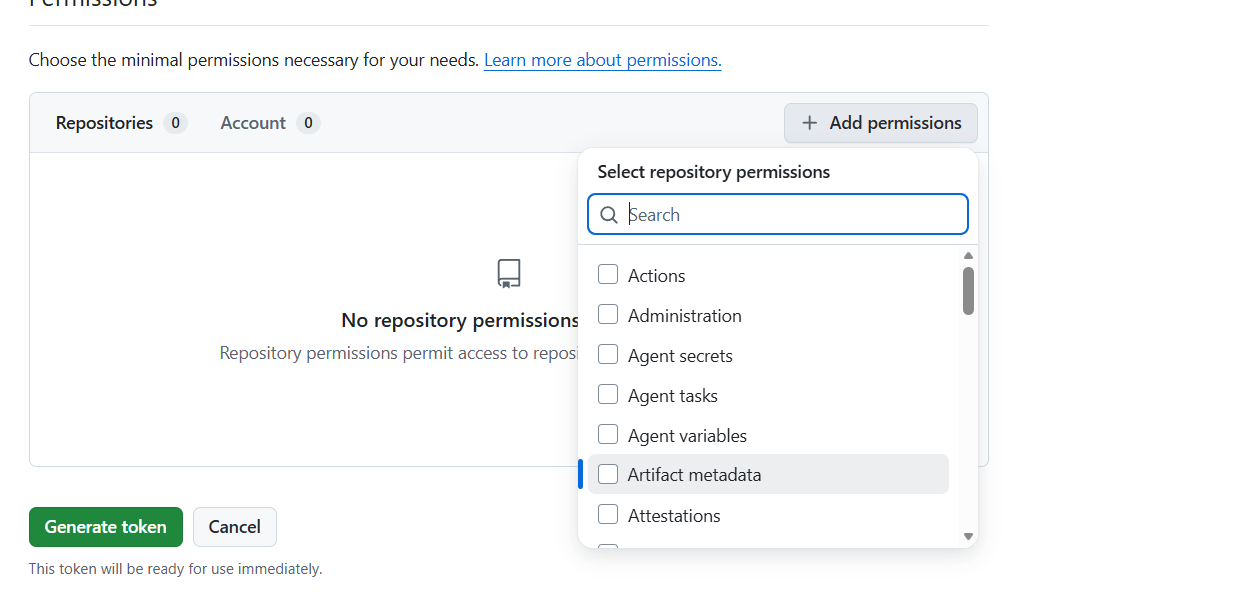 Permissions
Choose the minimal permissions necessary for your needs. Learn more about permissions.
Repositories 0 Account 0 + Add permissions
Select repository permissions
Search
Actions
Administration
Agent secrets
Agent tasks
Agent variables
Artifact metadata
Attestations
No repository permissions
Repository permissions permit access to
Generate token Cancel
This token will be ready for use immediately.